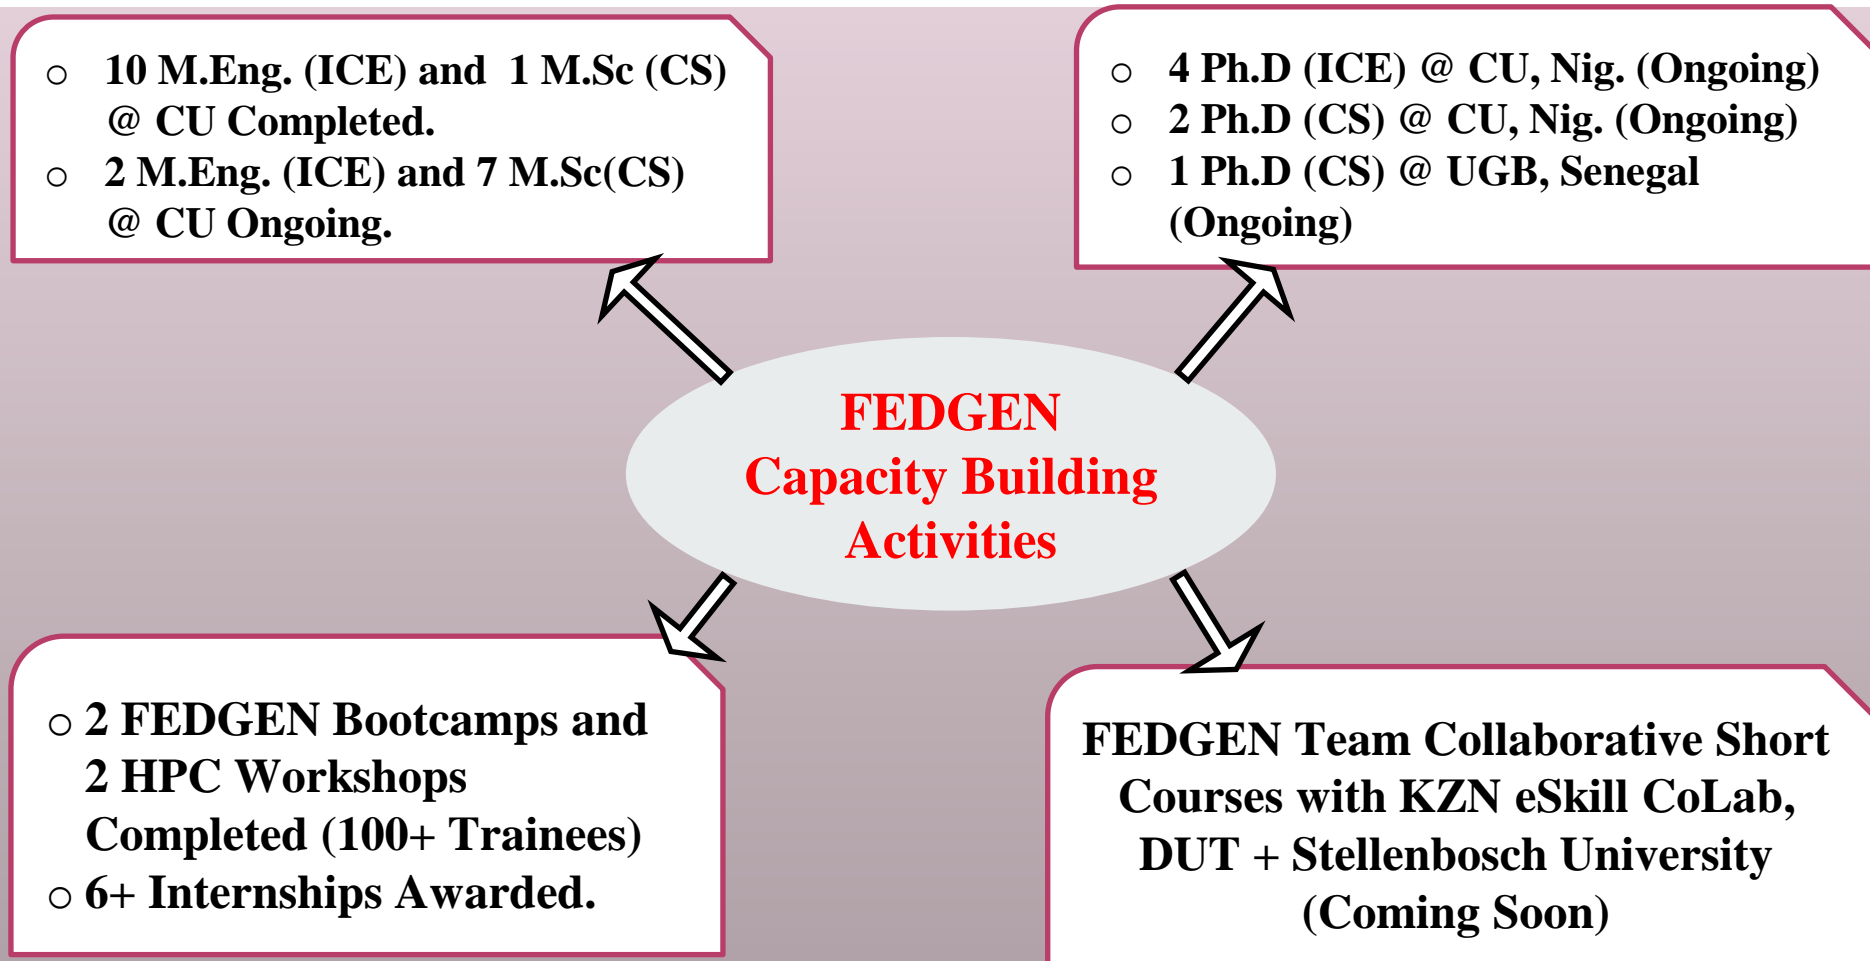 ○ 10 M.Eng. (ICE) and 1 M.Sc (CS)
@ CU Completed.
○ 2 M.Eng. (ICE) and 7 M.Sc(CS)
@ CU Ongoing.
○ 4 Ph.D (ICE) @ CU, Nig. (Ongoing)
○ 2 Ph.D (CS) @ CU, Nig. (Ongoing)
○ 1 Ph.D (CS) @ UGB, Senegal
(Ongoing)
FEDGEN
Capacity Building
Activities
○ 2 FEDGEN Bootcamps and
2 HPC Workshops
Completed (100+ Trainees)
○ 6+ Internships Awarded.
FEDGEN Team Collaborative Short
Courses with KZN eSkill CoLab,
DUT + Stellenbosch University
(Coming Soon)